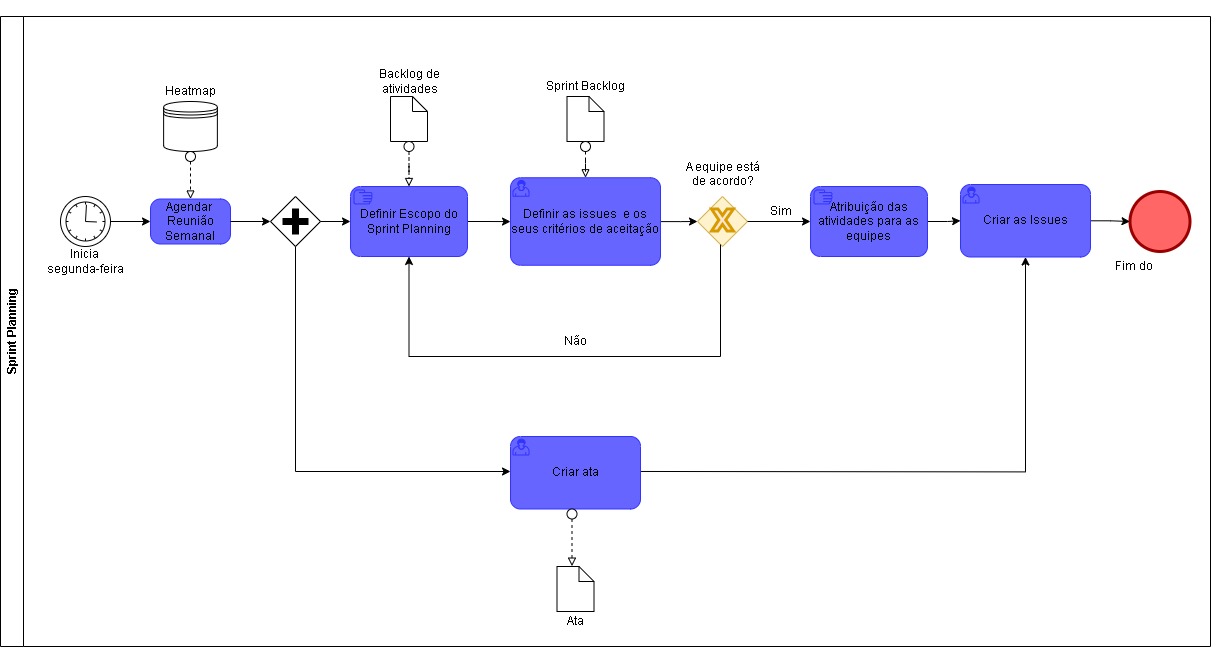 Sprint Planning
Heatmap
Backlog de
atividades
Sprint Backlog
A equipe está
de acordo?
Agendar
Reunião
Semanal
Definir Escopo do
Sprint Planning
Definir as issues e os
seus critérios de aceitação
Sim
Atribuição das
atividades para as
equipes
Criar as Issues
Inicia
segunda-feira
Fim do
Não
Criar ata
Ata